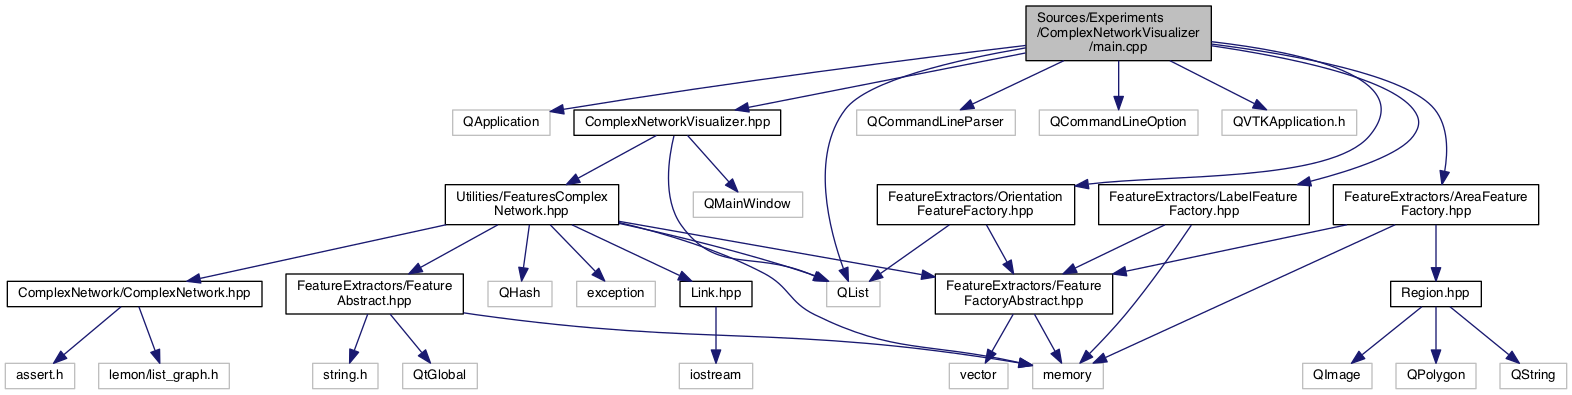 Sources/Experiments
/ComplexNetworkVisualizer
/main.cpp
QApplication
ComplexNetworkVisualizer.hpp
QCommandLineParser
QCommandLineOption
QVTKApplication.h
Utilities/FeaturesComplex
Network.hpp
QMainWindow
FeatureExtractors/Orientation
FeatureFactory.hpp
FeatureExtractors/LabelFeature
Factory.hpp
FeatureExtractors/AreaFeature
Factory.hpp
ComplexNetwork/ComplexNetwork.hpp
FeatureExtractors/Feature
Abstract.hpp
QHash
exception
Link.hpp
QList
FeatureExtractors/Feature
FactoryAbstract.hpp
Region.hpp
assert.h
lemon/list_graph.h
string.h
QtGlobal
iostream
vector
memory
QImage
QPolygon
QString